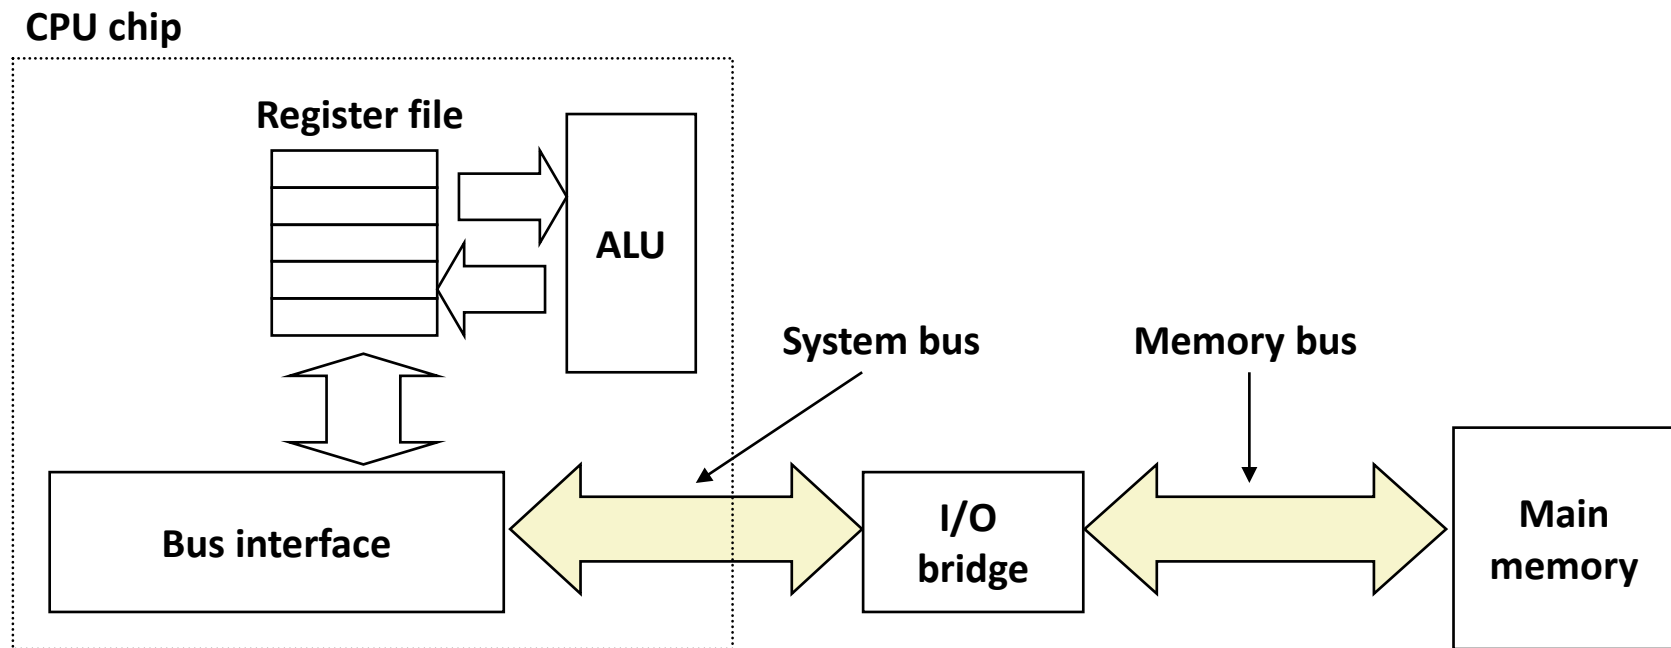 CPU chip
Register file
ALU
System bus
Memory bus
Bus interface
I/O
bridge
Main
memory